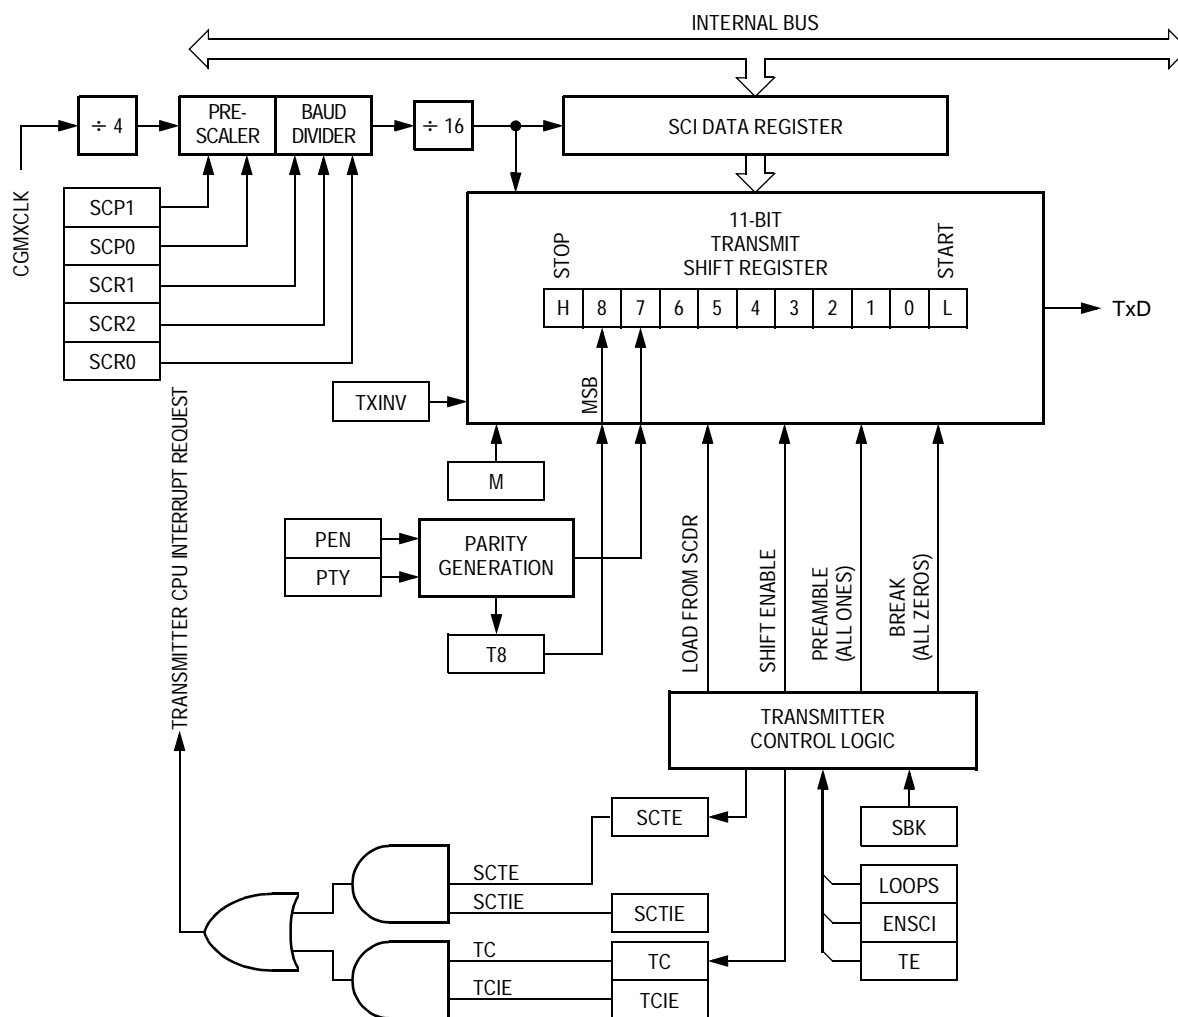 INTERNAL BUS
÷ 4
PRE-
SCALER
BAUD
DIVIDER
÷ 16
SCI DATA REGISTER
CGMXCLK
SCP1
SCP0
SCR1
SCR2
SCR0
11-BIT
TRANSMIT
SHIFT REGISTER
STOP
START
H 8 7 6 5 4 3 2 1 0 L
TxD
TXINV
MSB
M
TRANSMITTER CPU INTERRUPT REQUEST
PEN
PTY
PARITY
GENERATION
T8
LOAD FROM SCDR
SHIFT ENABLE
PREAMBLE
(ALL ONES)
BREAK
(ALL ZEROS)
TRANSMITTER
CONTROL LOGIC
SCTE
SBK
SCTE
SCTIE
SCTIE
LOOPS
ENSCI
TE
TC
TC
TCIE
TCIE